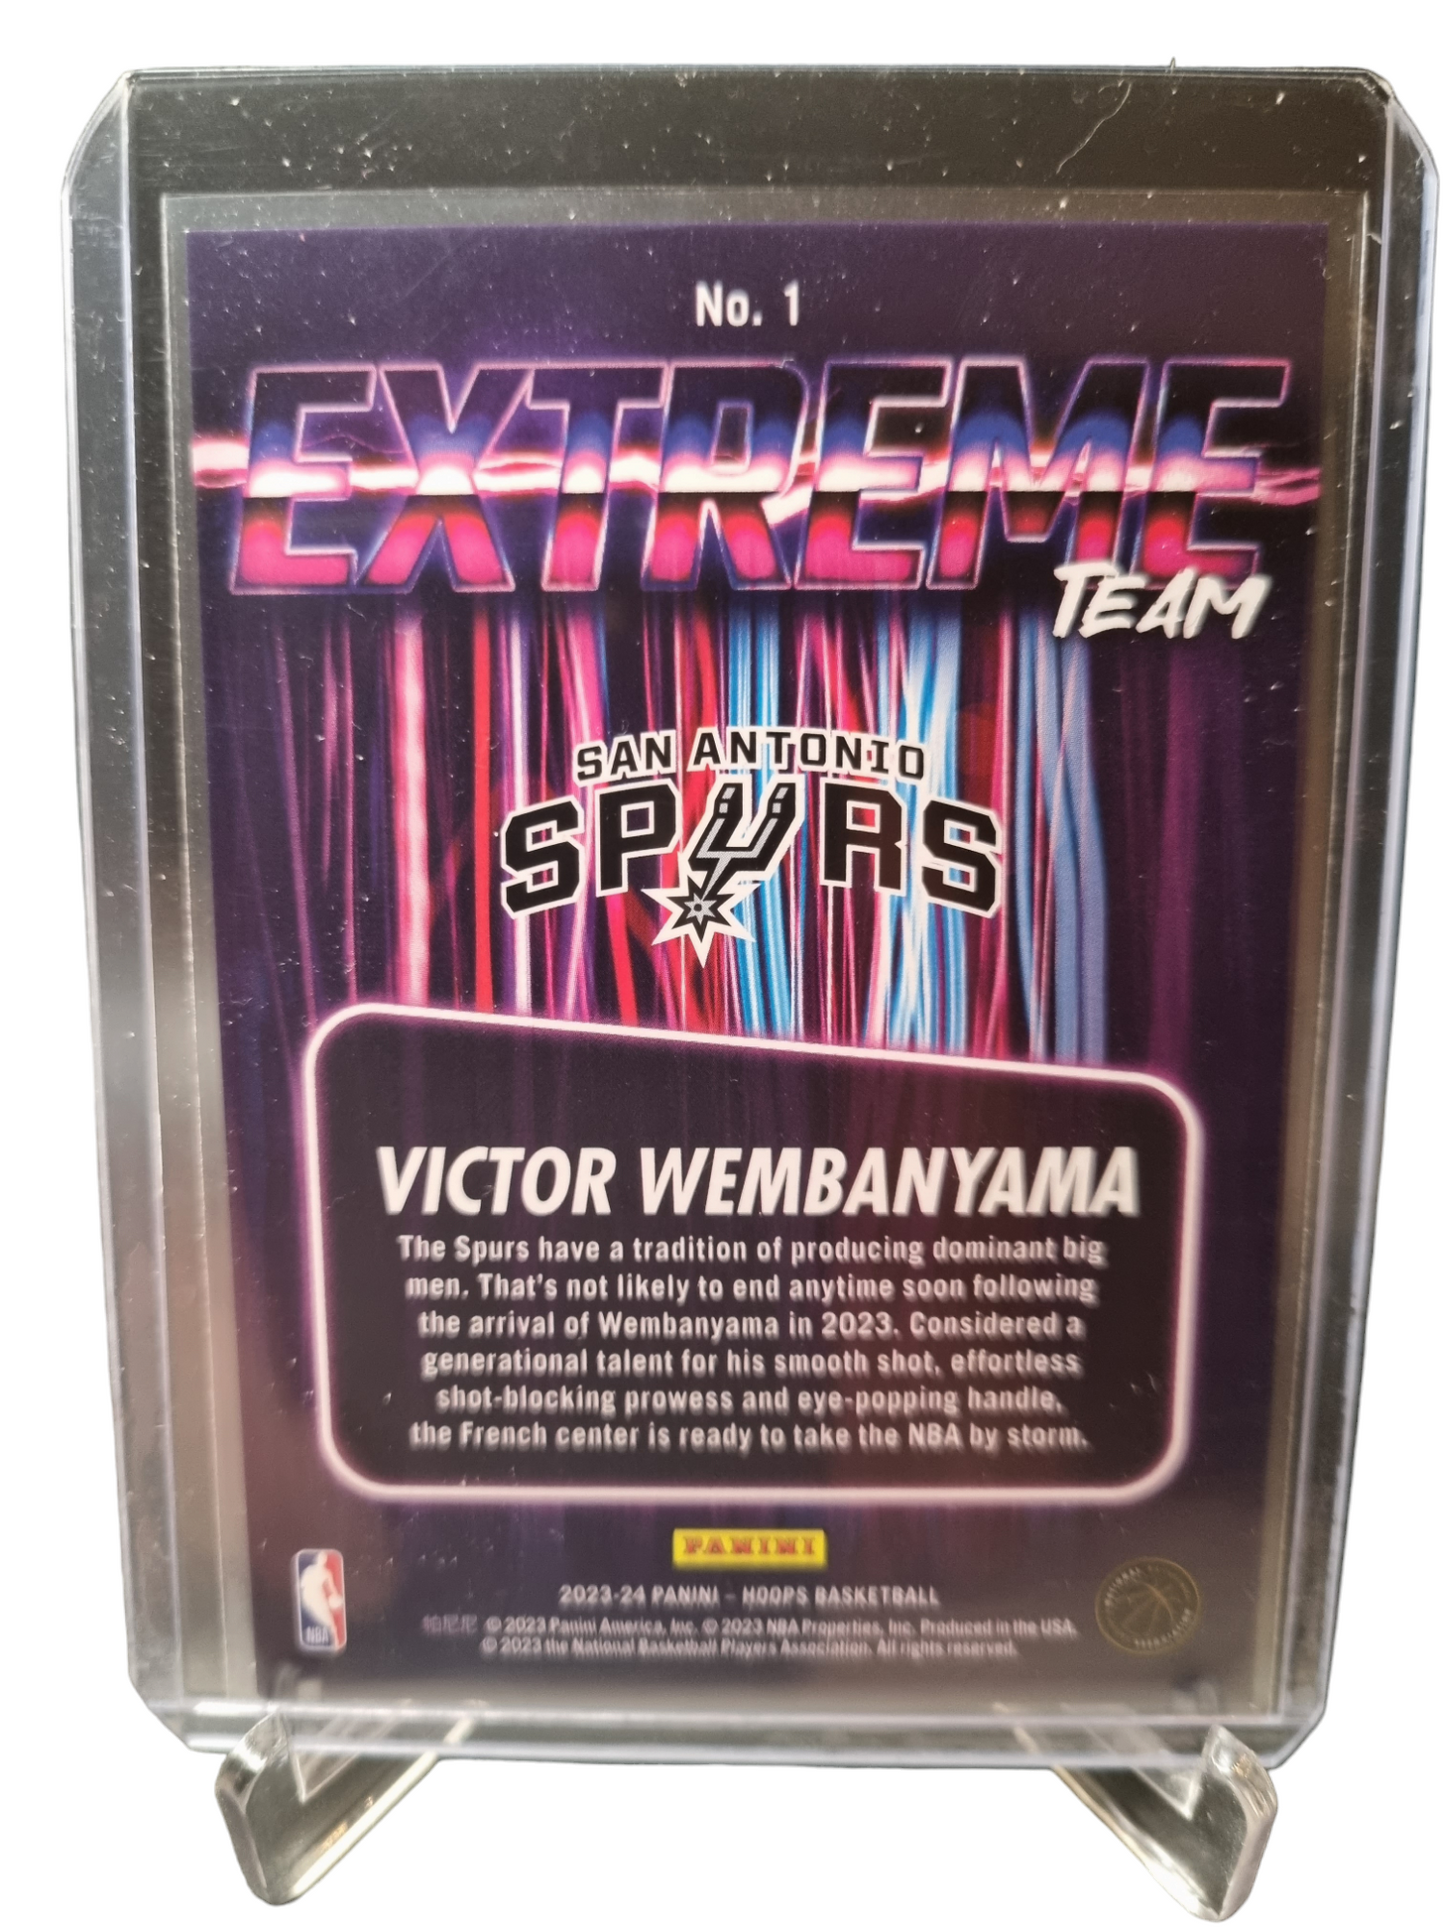 No. 1
EXTREME
TEAM
SAN ANTONIO
SPURS
VICTOR WEMBANYAMA
The Spurs have a tradition of producing dominant big
men. That's not likely to end anytime soon following
the arrival of Wembanyama in 2023. Considered a
generational talent for his smooth shot, effortless
shot-blocking prowess and eye-popping handle,
the French center is ready to take the NBA by storm.
PANINI
NBA
2023-24 PANINI - HOOPS BASKETBALL
帕尼尼 © 2023 Panini America, Inc. © 2023 NBA Properties, Inc. Produced in the USA.
© 2023 the National Basketball Players Association. All rights reserved.